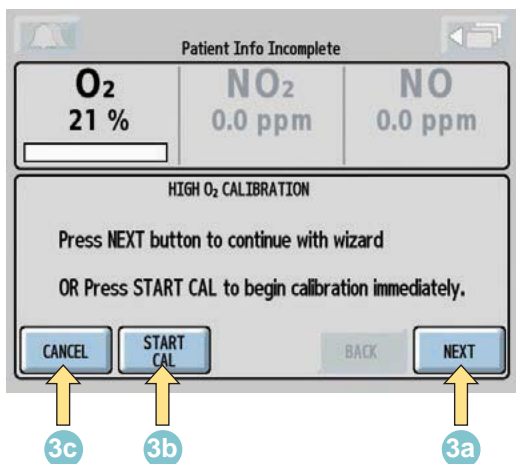 Patient Info Incomplete
O₂ NO₂ NO
21 % 0.0 ppm 0.0 ppm
HIGH O₂ CALIBRATION
Press NEXT button to continue with wizard
OR Press START CAL to begin calibration immediately.
CANCEL START CAL BACK NEXT
3c 3b 3a